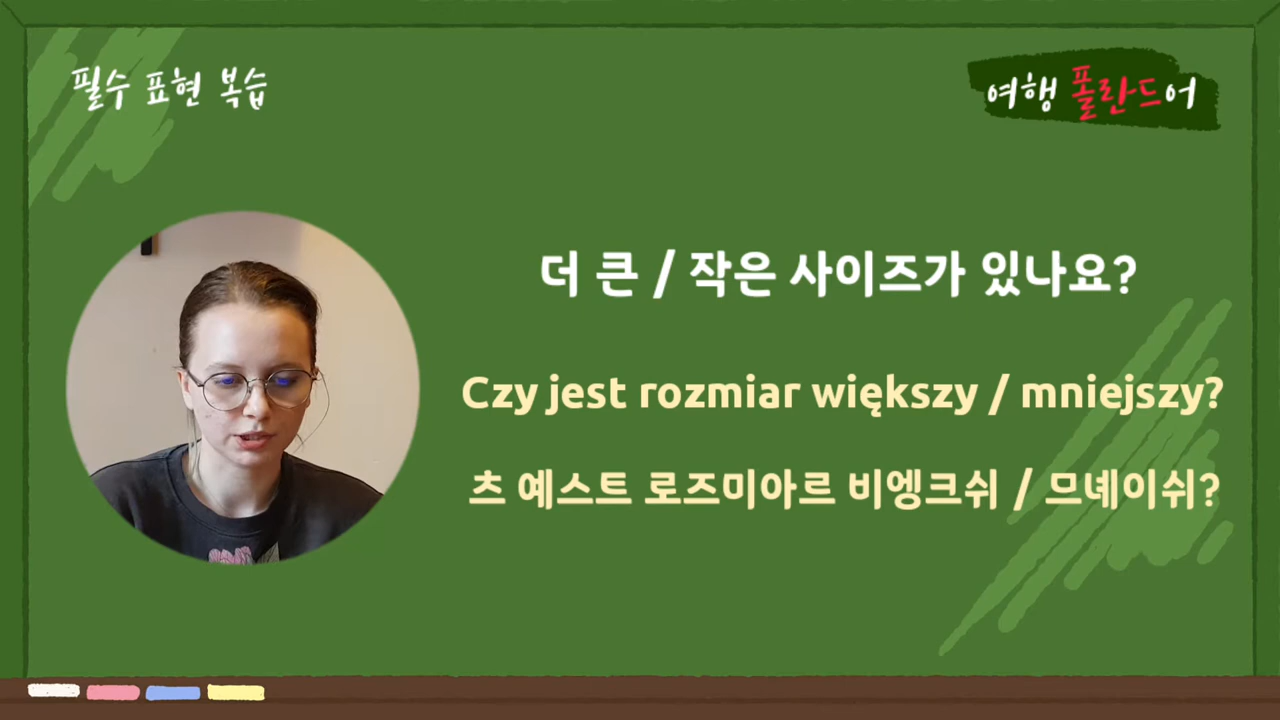 필수 표현 복습
여행 폴란드어
더 큰 / 작은 사이즈가 있나요?
Czy jest rozmiar większy / mniejszy?
츠 예스트 로즈미아르 비엥크쉬 / 므녜이쉬?